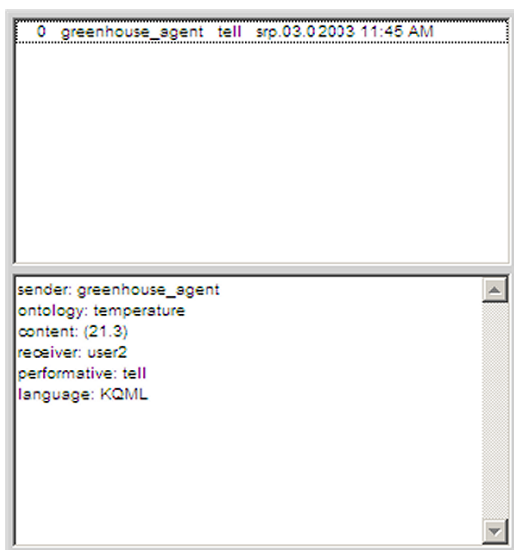 0 greenhouse_agent tell srp.03.0 2003 11:45 AM
sender: greenhouse_agent
ontology: temperature
content: (21.3)
receiver: user2
performative: tell
language: KQML